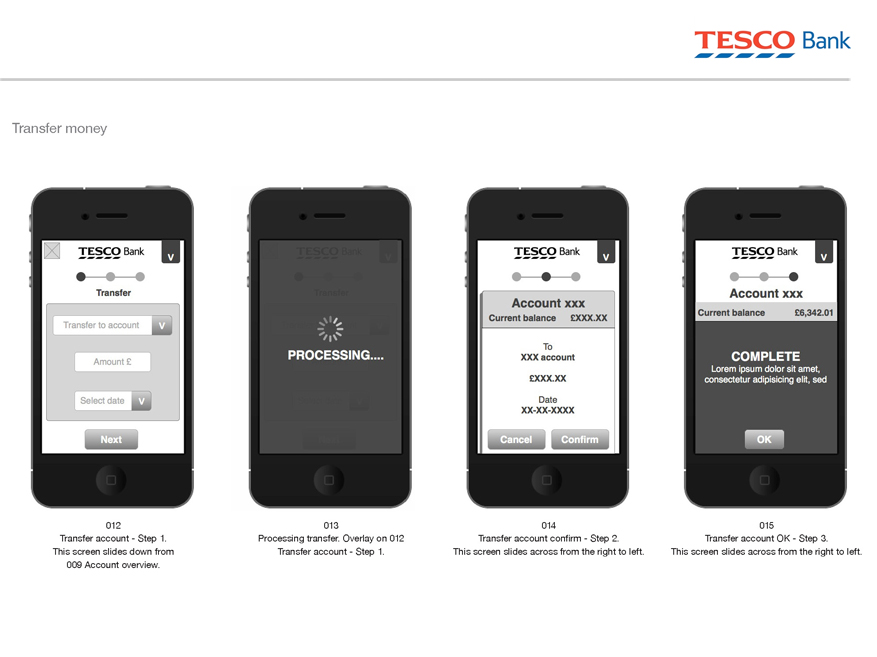 TESCO Bank
Transfer money
TESCO Bank
V
Transfer
Transfer to account V
Amount £
Select date V
Next
012
Transfer account - Step 1.
This screen slides down from
009 Account overview.
TESCO Bank
V
Transfer
PROCESSING....
013
Processing transfer. Overlay on 012
Transfer account - Step 1.
TESCO Bank
V
Account xxx
Current balance £XXX.XX
To
XXX account
£XXX.XX
Date
XX-XX-XXXX
Cancel Confirm
014
Transfer account confirm - Step 2.
This screen slides across from the right to left.
TESCO Bank
V
Account xxx
Current balance £6,342.01
COMPLETE
Lorem ipsum dolor sit amet,
consectetur adipisicing elit, sed
OK
015
Transfer account OK - Step 3.
This screen slides across from the right to left.